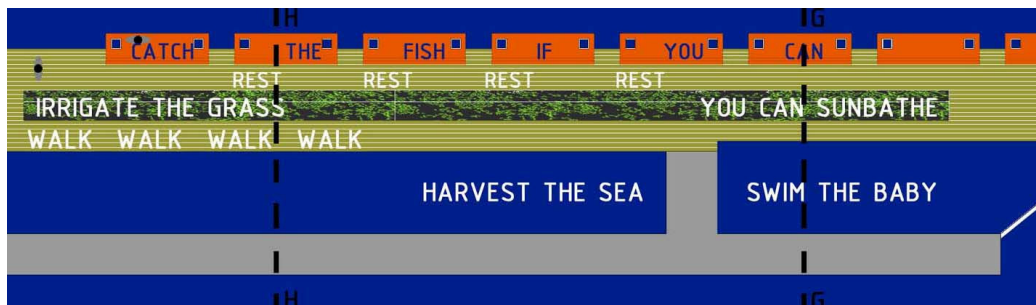 H G
CATCH THE FISH IF YOU CAN
REST REST REST REST
IRRIGATE THE GRASS YOU CAN SUNBATHE
WALK WALK WALK WALK
HARVEST THE SEA SWIM THE BABY
H G